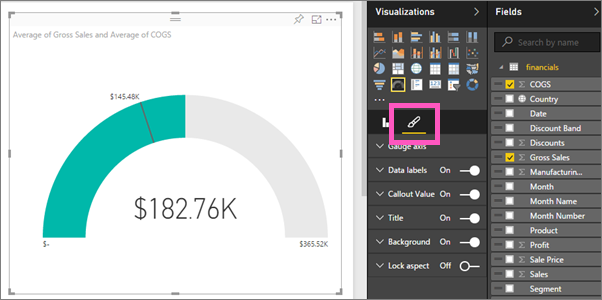 Average of Gross Sales and Average of COGS
$145.48K
$182.76K
$-
$365.52K
Visualizations
Gauge axis
Data labels On
Callout Value On
Title On
Background On
Lock aspect Off
Fields
Search by name
financials
COGS
Country
Date
Discount Band
Discounts
Gross Sales
Manufacturin...
Month
Month Name
Month Number
Product
Profit
Sale Price
Sales
Segment